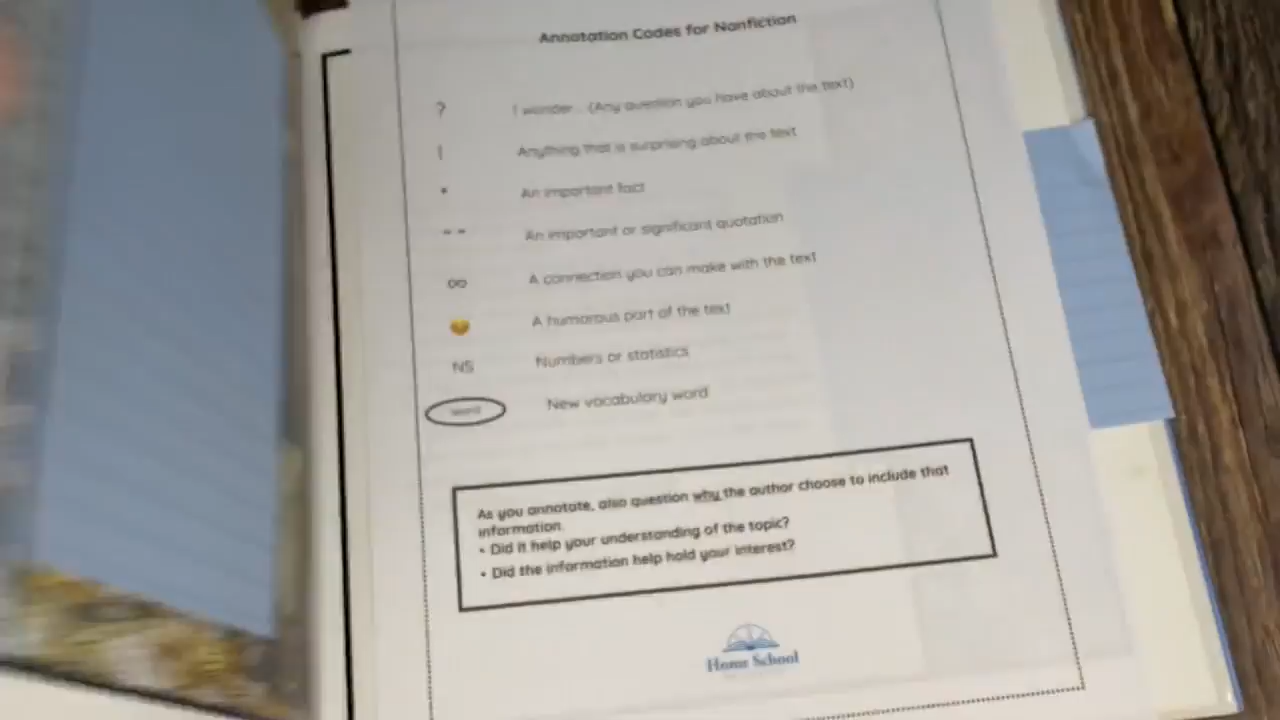 Annotation Codes for Nonfiction
? I wonder... (Any question you have about the text)
! Anything that is surprising about the text
* An important fact
" " An important or significant quotation
∞ A connection you can make with the text
A humorous part of the text
NS Numbers or statistics
word New vocabulary word
As you annotate, also question why the author choose to include that
information.
• Did it help your understanding of the topic?
• Did the information help hold your interest?
Home School